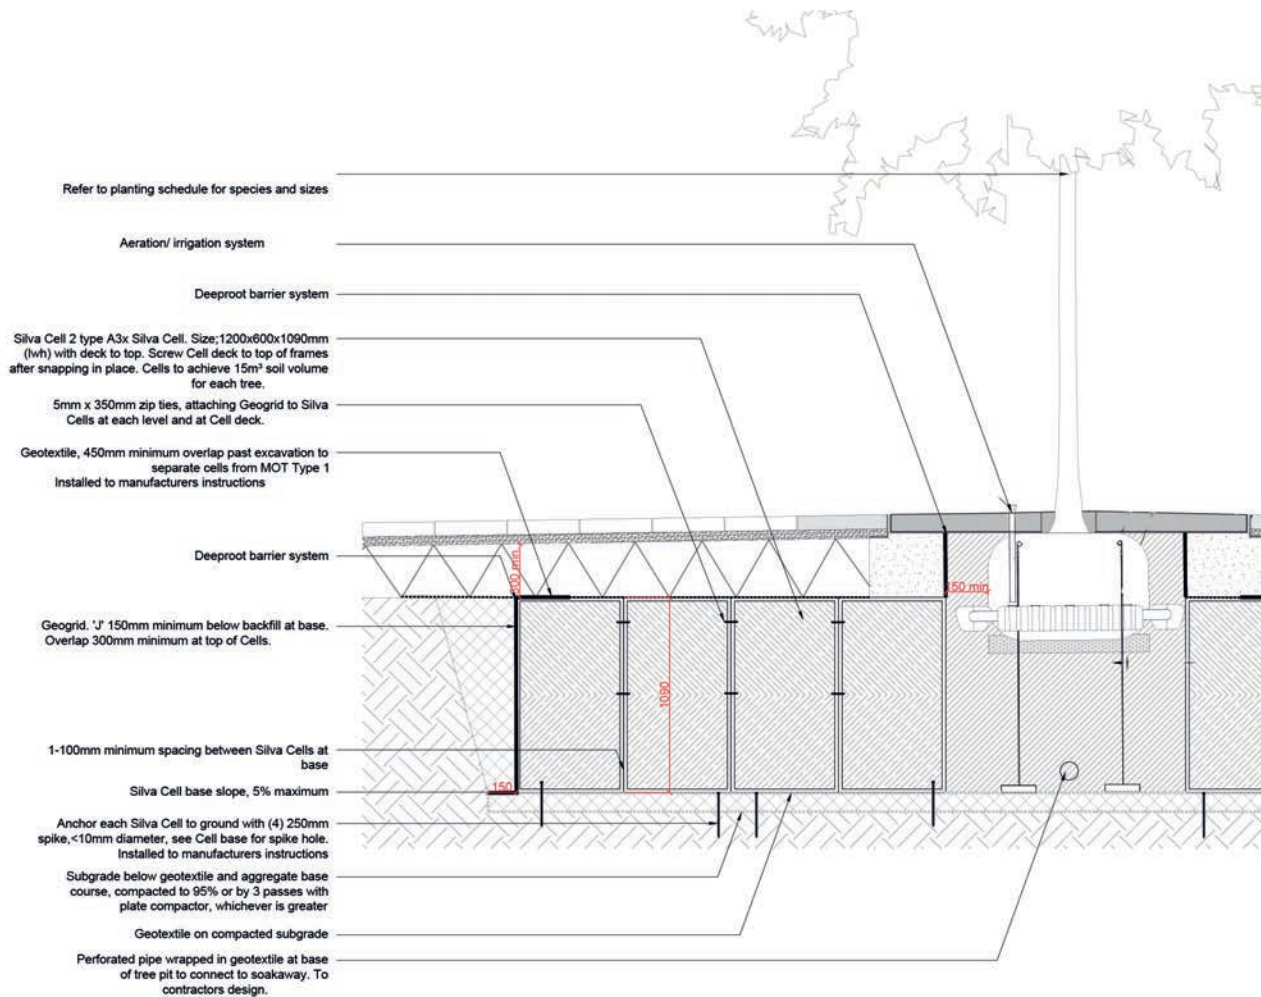 Refer to planting schedule for species and sizes
Aeration/ irrigation system
Deeproot barrier system
Silva Cell 2 type A3x Silva Cell. Size;1200x600x1090mm
(lwh) with deck to top. Screw Cell deck to top of frames
after snapping in place. Cells to achieve 15m³ soil volume
for each tree.
5mm x 350mm zip ties, attaching Geogrid to Silva
Cells at each level and at Cell deck.
Geotextile, 450mm minimum overlap past excavation to
separate cells from MOT Type 1
Installed to manufacturers instructions
Deeproot barrier system
300 min.
150 min.
Geogrid. 'J' 150mm minimum below backfill at base.
Overlap 300mm minimum at top of Cells.
1090
1-100mm minimum spacing between Silva Cells at
base
150
Silva Cell base slope, 5% maximum
Anchor each Silva Cell to ground with (4) 250mm
spike,<10mm diameter, see Cell base for spike hole.
Installed to manufacturers instructions
Subgrade below geotextile and aggregate base
course, compacted to 95% or by 3 passes with
plate compactor, whichever is greater
Geotextile on compacted subgrade
Perforated pipe wrapped in geotextile at base
of tree pit to connect to soakaway. To
contractors design.